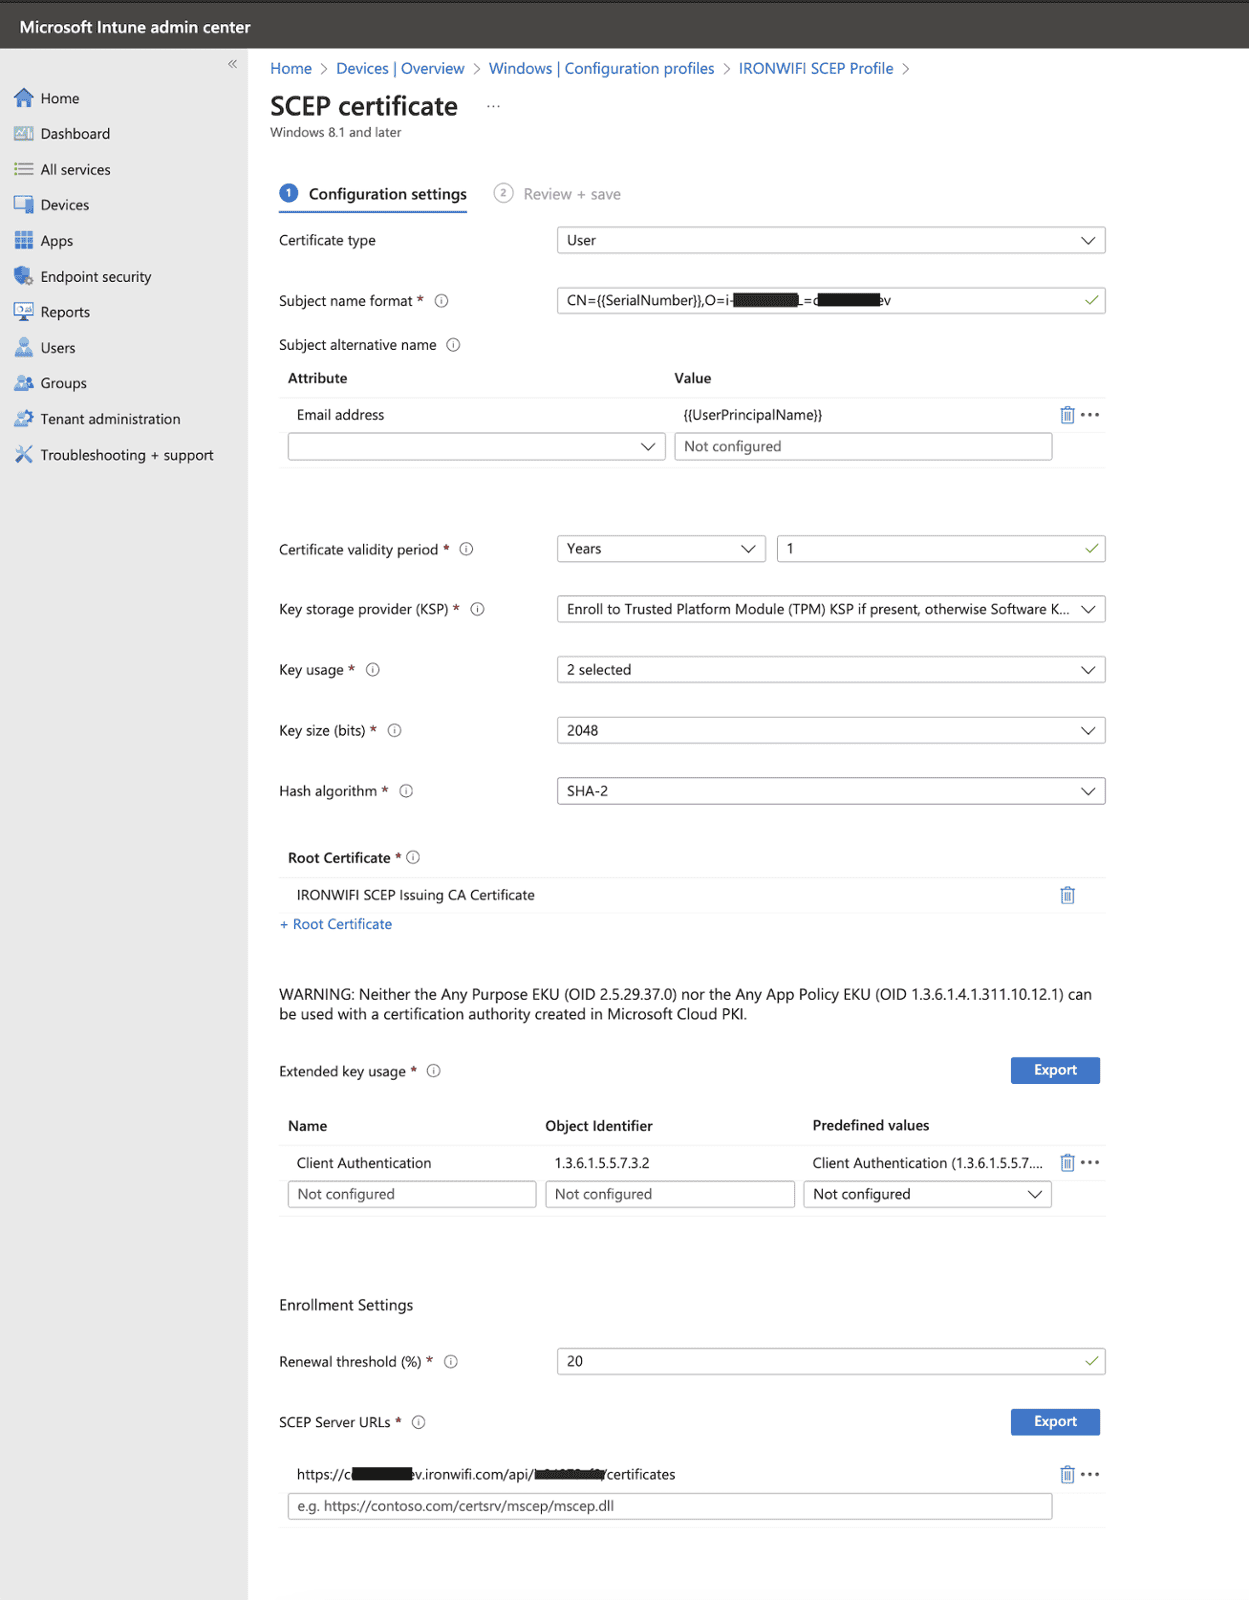 Microsoft Intune admin center
«
Home > Devices | Overview > Windows | Configuration profiles > IRONWIFI SCEP Profile >
SCEP certificate ...
Windows 8.1 and later
Home
Dashboard
All services
Devices
Apps
Endpoint security
Reports
Users
Groups
Tenant administration
Troubleshooting + support
1 Configuration settings 2 Review + save
Certificate type User
Subject name format * CN={{SerialNumber}},O=i- L= ev
Subject alternative name
Attribute Value
Email address {{UserPrincipalName}}
Not configured
Certificate validity period * Years 1
Key storage provider (KSP) * Enroll to Trusted Platform Module (TPM) KSP if present, otherwise Software K...
Key usage * 2 selected
Key size (bits) * 2048
Hash algorithm * SHA-2
Root Certificate *
IRONWIFI SCEP Issuing CA Certificate
+ Root Certificate
WARNING: Neither the Any Purpose EKU (OID 2.5.29.37.0) nor the Any App Policy EKU (OID 1.3.6.1.4.1.311.10.12.1) can
be used with a certification authority created in Microsoft Cloud PKI.
Extended key usage * Export
Name Object Identifier Predefined values
Client Authentication 1.3.6.1.5.5.7.3.2 Client Authentication (1.3.6.1.5.5.7....
Not configured Not configured Not configured
Enrollment Settings
Renewal threshold (%) * 20
SCEP Server URLs * Export
https://c ev.ironwifi.com/api/ /certificates
e.g. https://contoso.com/certsrv/mscep/mscep.dll